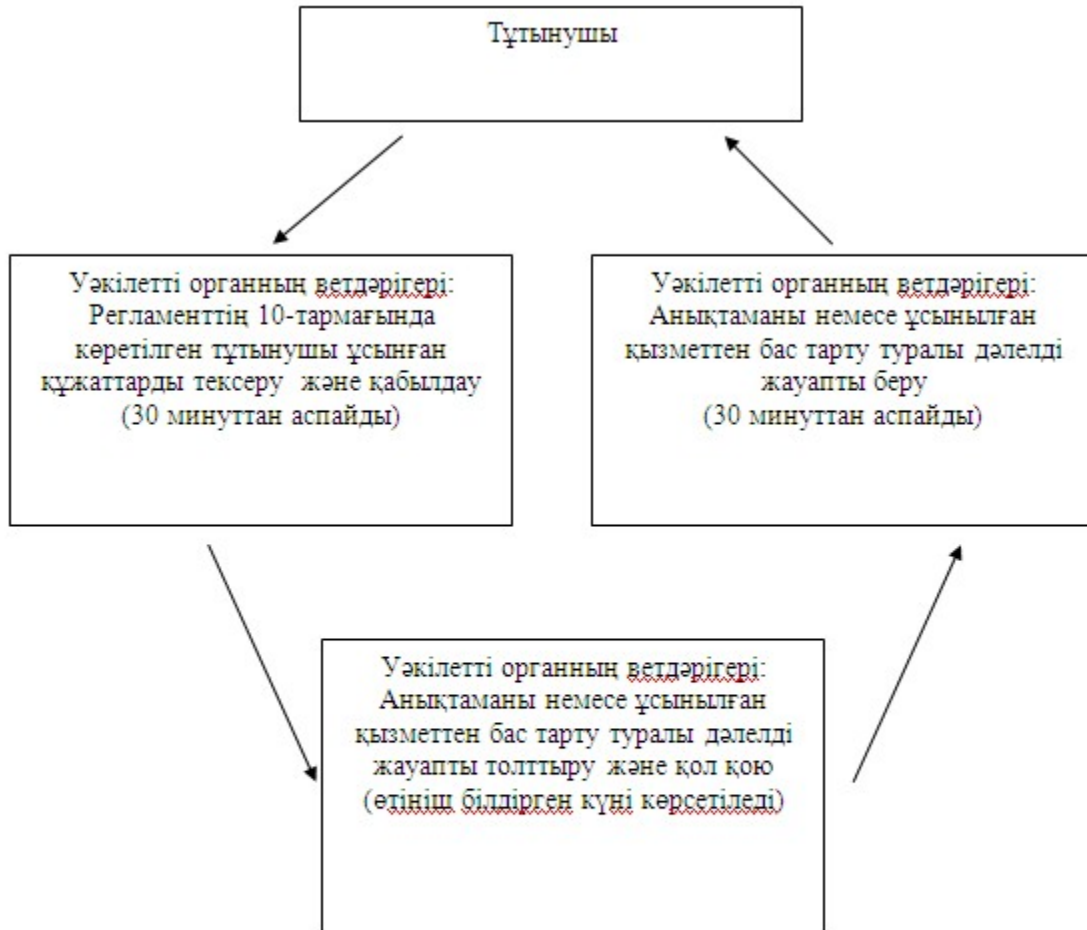 Тұтынушы
Уәкілетті органның ветдәрігері:
Регламенттің 10-тармағында
көретілген тұтынушы ұсынған
құжаттарды тексеру және қабылдау
(30 минуттан аспайды)
Уәкілетті органның ветдәрігері:
Анықтаманы немесе ұсынылған
қызметтен бас тарту туралы дәлелді
жауапты беру
(30 минуттан аспайды)
Уәкілетті органның ветдәрігері:
Анықтаманы немесе ұсынылған
қызметтен бас тарту туралы дәлелді
жауапты толттыру және қол қою
(өтініш білдірген күні көрсетіледі)